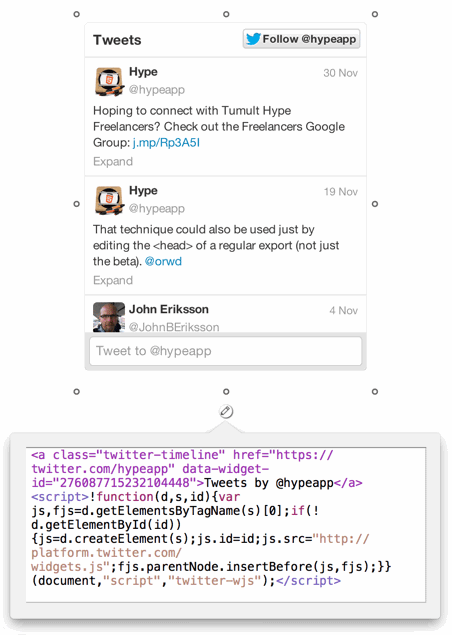 Tweets
Follow @hypeapp
Hype
30 Nov
@hypeapp
Hoping to connect with Tumult Hype
Freelancers? Check out the Freelancers Google
Group: j.mp/Rp3A5I
Expand
Hype
19 Nov
@hypeapp
That technique could also be used just by
editing the <head> of a regular export (not just
the beta). @orwd
Expand
John Eriksson
4 Nov
@JohnBEriksson
Tweet to @hypeapp
<a class="twitter-timeline" href="https://
twitter.com/hypeapp" data-widget-
id="276087715232104448">Tweets by @hypeapp</a>
<script>!function(d,s,id){var
js,fjs=d.getElementsByTagName(s)[0];if(!
d.getElementById(id))
{js=d.createElement(s);js.id=id;js.src="http://
platform.twitter.com/
widgets.js";fjs.parentNode.insertBefore(js,fjs);}}
(document,"script","twitter-wjs");</script>